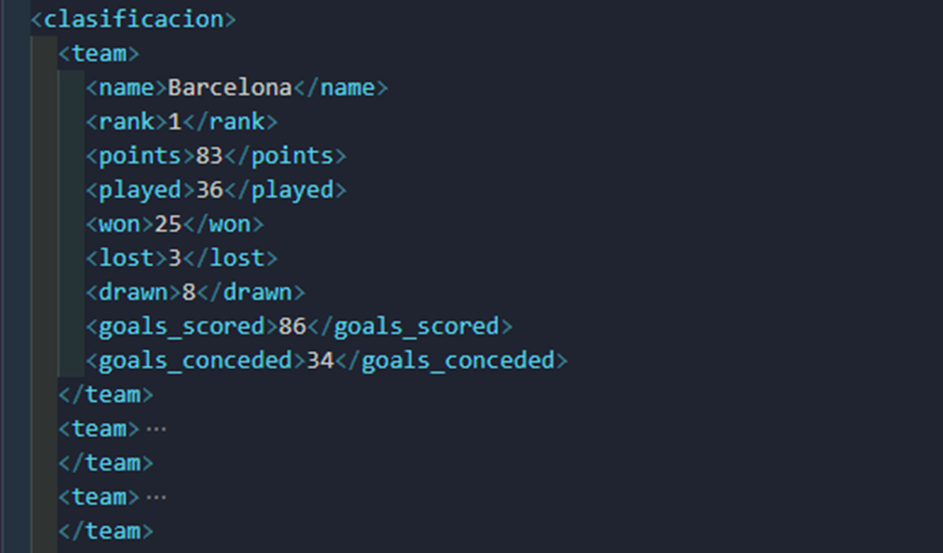 <clasificacion>
<team>
<name>Barcelona</name>
<rank>1</rank>
<points>83</points>
<played>36</played>
<won>25</won>
<lost>3</lost>
<drawn>8</drawn>
<goals_scored>86</goals_scored>
<goals_conceded>34</goals_conceded>
</team>
<team>···
</team>
<team>···
</team>